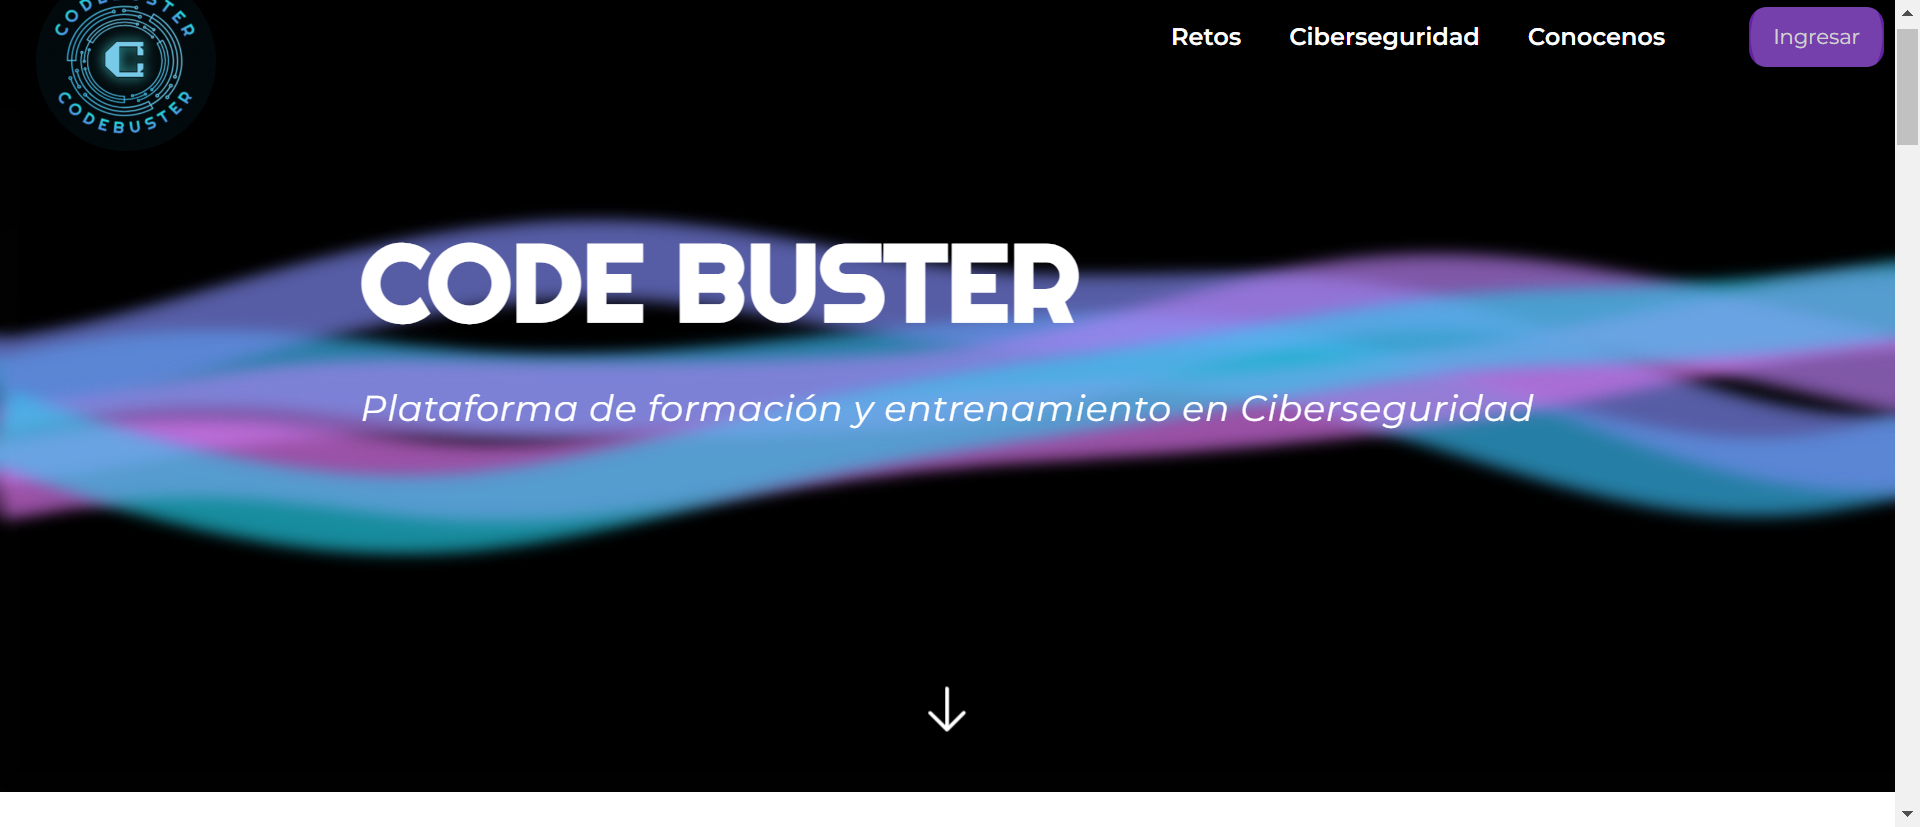 CODEBUSTER
C
CODEBUSTER
Retos Ciberseguridad Conocenos Ingresar
CODE BUSTER
Plataforma de formación y entrenamiento en Ciberseguridad